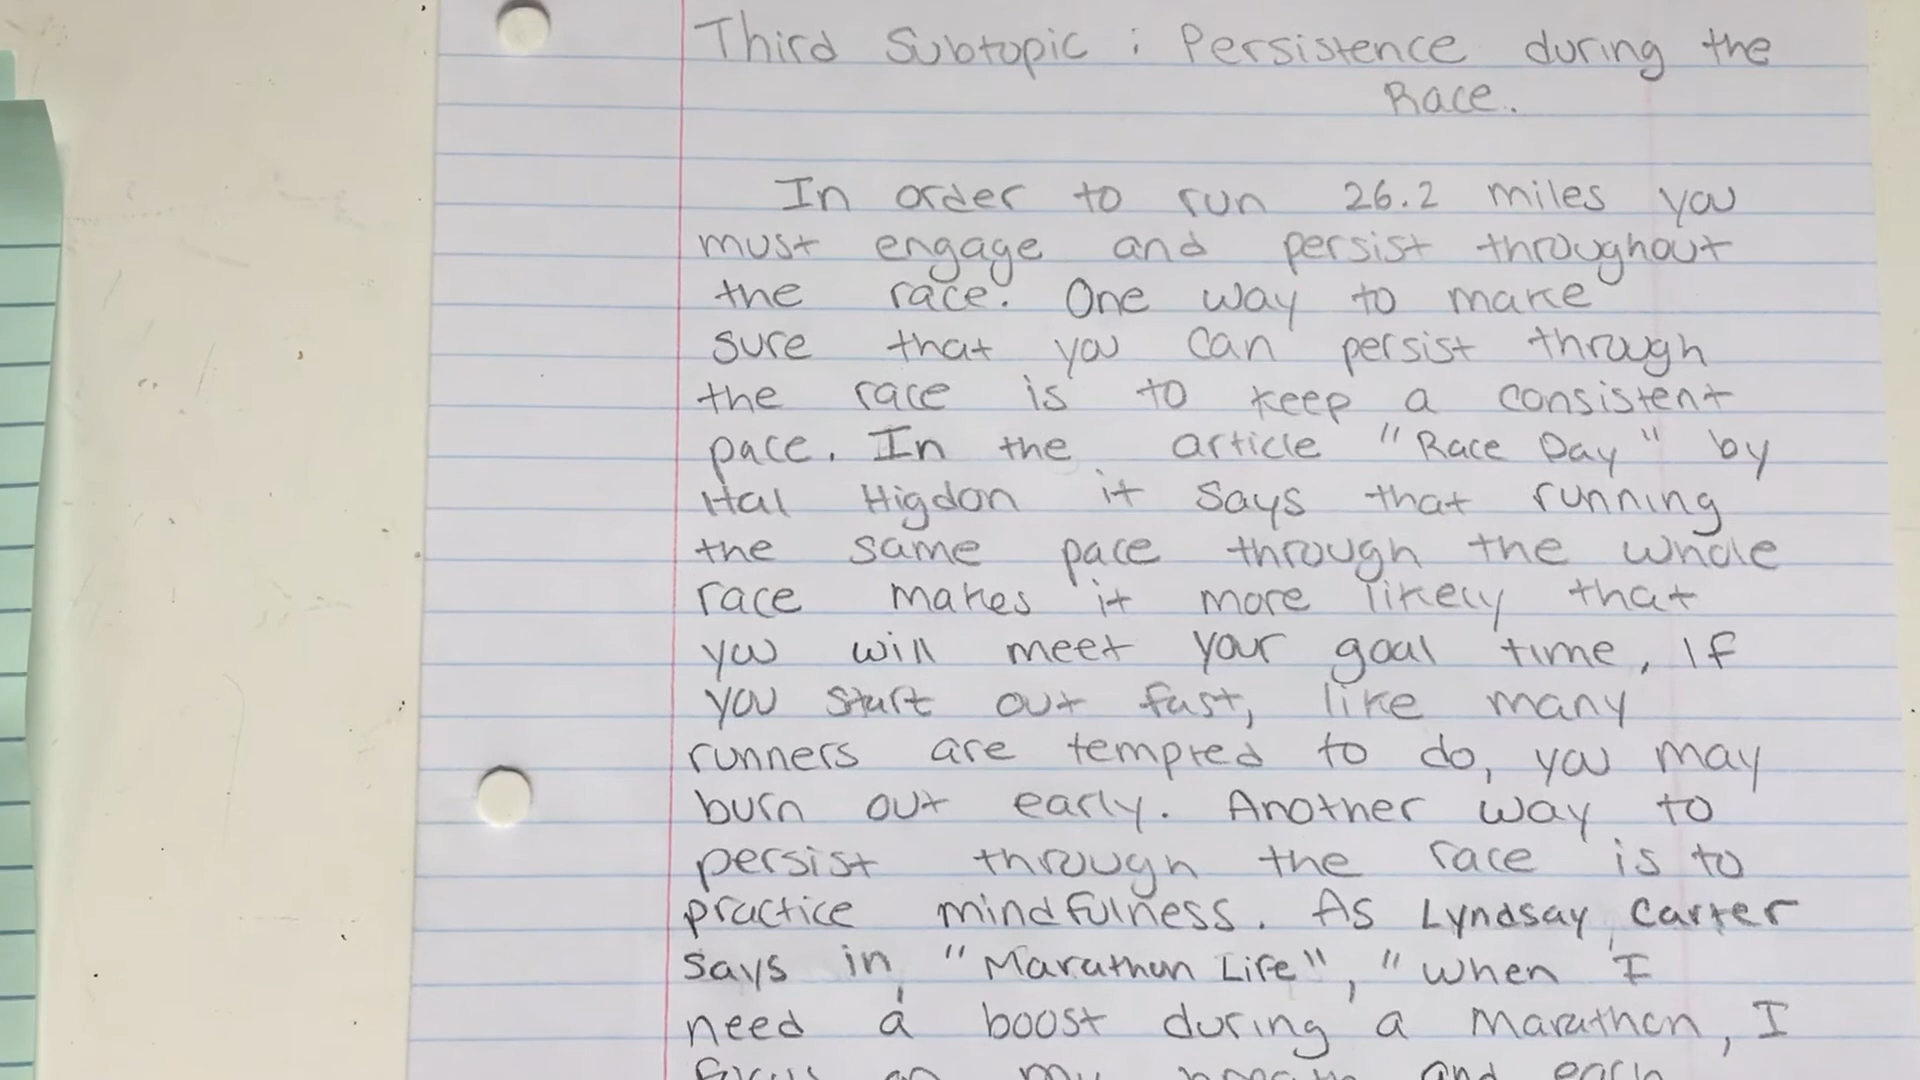 Third Subtopic : Persistence during the
Race.
In order to run 26.2 miles you
must engage and persist throughout
the race. One way to make
sure that you can persist through
the race is to keep a consistent
pace. In the article "Race Day" by
Hal Higdon it says that running
the same pace through the whole
race makes it more likely that
you will meet your goal time. If
you start out fast, like many
runners are tempted to do, you may
burn out early. Another way to
persist through the race is to
practice mindfulness. As Lyndsay Carter
says in "Marathon Life", "When I
need a boost during a marathon, I
focus on my and each